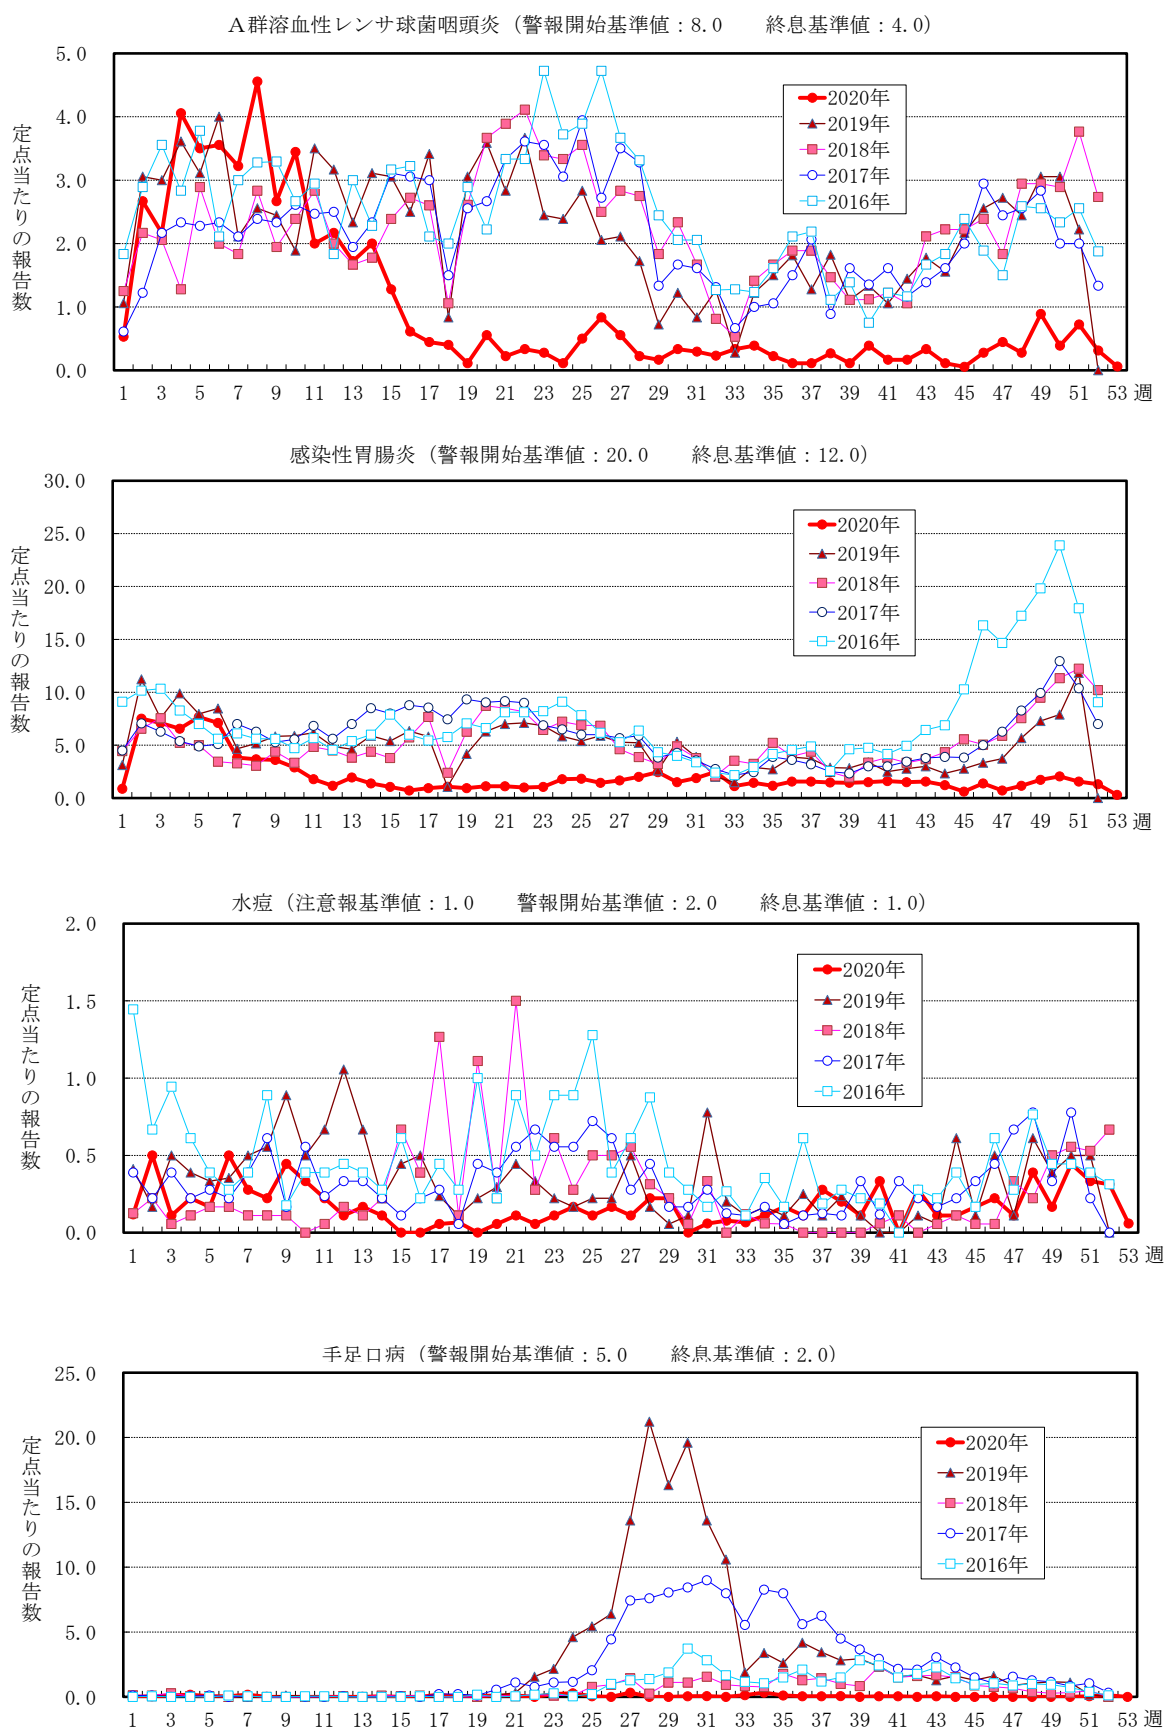 A群溶血性レンサ球菌咽頭炎（警報開始基準値：8.0　　終息基準値：4.0）
定点当たりの報告数
5.0
4.0
3.0
2.0
1.0
0.0
2020年
2019年
2018年
2017年
2016年
1 3 5 7 9 11 13 15 17 19 21 23 25 27 29 31 33 35 37 39 41 43 45 47 49 51 53 週
感染性胃腸炎（警報開始基準値：20.0　　終息基準値：12.0）
定点当たりの報告数
30.0
25.0
20.0
15.0
10.0
5.0
0.0
2020年
2019年
2018年
2017年
2016年
1 3 5 7 9 11 13 15 17 19 21 23 25 27 29 31 33 35 37 39 41 43 45 47 49 51 53 週
水痘（注意報基準値：1.0　　警報開始基準値：2.0　　終息基準値：1.0）
定点当たりの報告数
2.0
1.5
1.0
0.5
0.0
2020年
2019年
2018年
2017年
2016年
1 3 5 7 9 11 13 15 17 19 21 23 25 27 29 31 33 35 37 39 41 43 45 47 49 51 53 週
手足口病（警報開始基準値：5.0　　終息基準値：2.0）
定点当たりの報告数
25.0
20.0
15.0
10.0
5.0
0.0
2020年
2019年
2018年
2017年
2016年
1 3 5 7 9 11 13 15 17 19 21 23 25 27 29 31 33 35 37 39 41 43 45 47 49 51 53 週